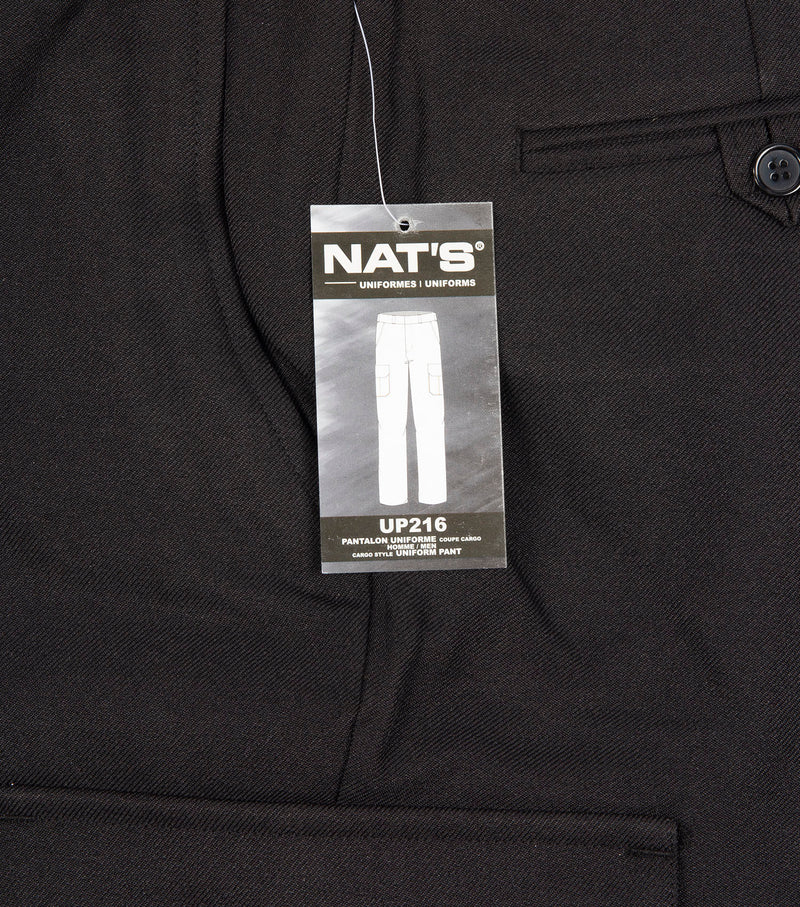 NAT'S®
UNIFORMES | UNIFORMS
UP216
PANTALON UNIFORME COUPE CARGO
HOMME / MEN
CARGO STYLE UNIFORM PANT